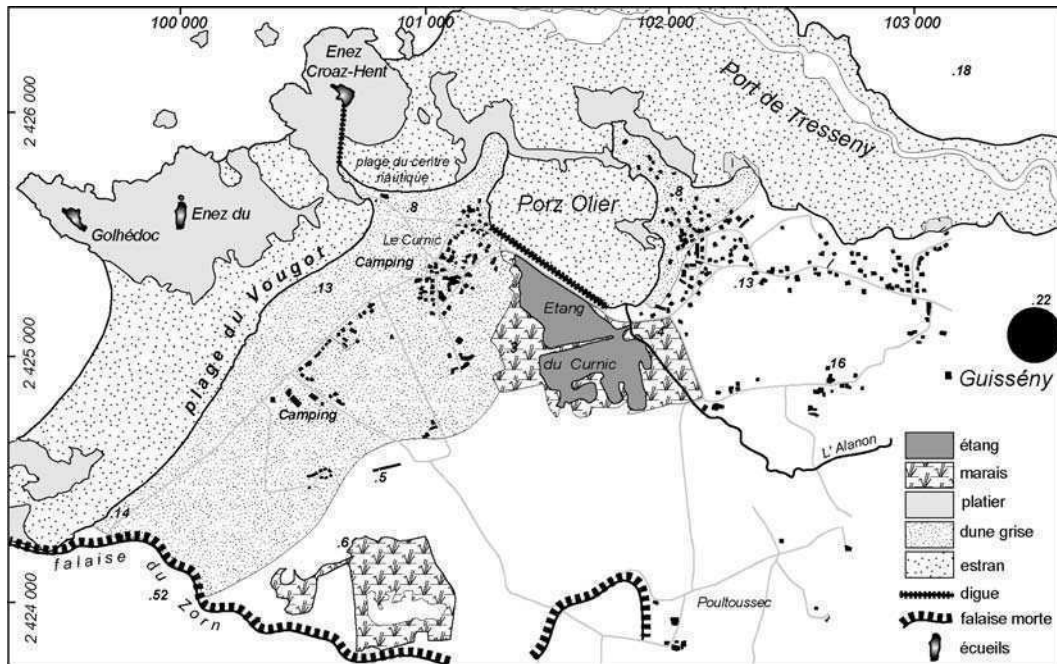 100 000
101 000
102 000
103 000
2 426 000
2 425 000
2 424 000
Enez
Croaz-Hent
.18
Port de Tresseny
plage du centre
nautique
.8
.8
Porz Olier
Enez du
Golhédoc
Le Curnic
Camping
plage du Vougot
.13
.13
.22
Etang
du Curnic
.3
4
.16
Guissény
Camping
L' Alanon
.5
.14
.6
falaise du Zorn
.52
Poultoussec
étang
marais
platier
dune grise
estran
digue
falaise morte
écueils